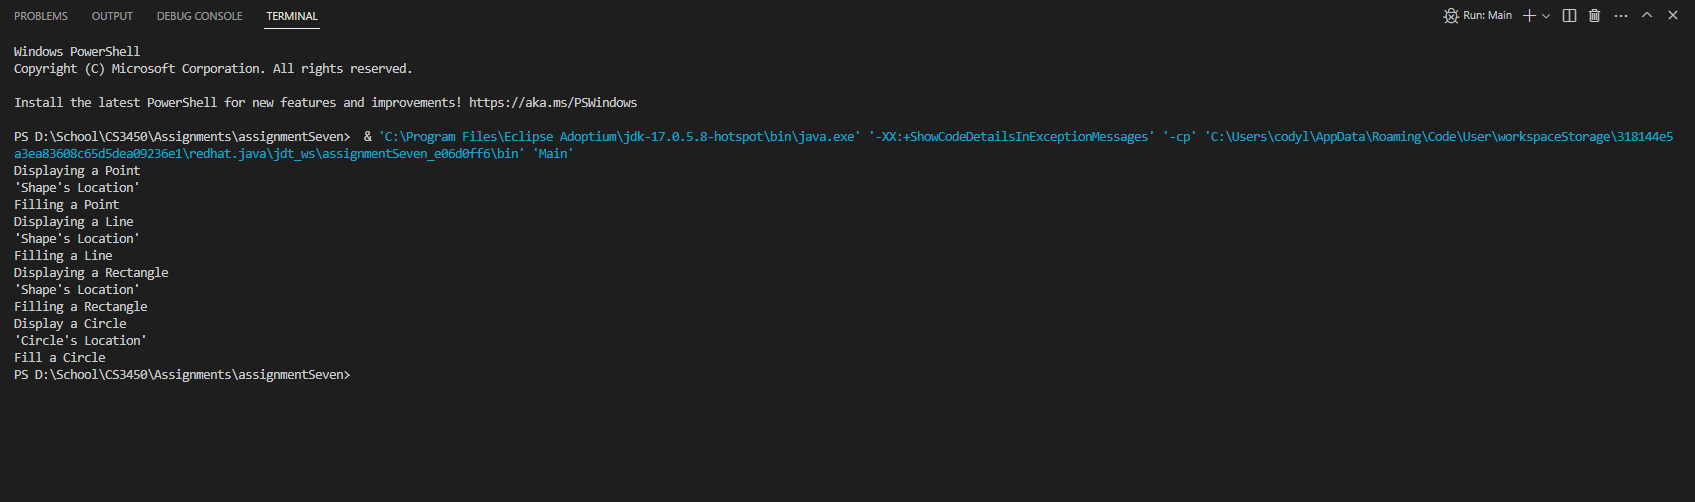 PROBLEMS OUTPUT DEBUG CONSOLE TERMINAL Run: Main
Windows PowerShell
Copyright (C) Microsoft Corporation. All rights reserved.
Install the latest PowerShell for new features and improvements! https://aka.ms/PSWindows
PS D:\School\CS3450\Assignments\assignmentSeven>  & 'C:\Program Files\Eclipse Adoptium\jdk-17.0.5.8-hotspot\bin\java.exe' '-XX:+ShowCodeDetailsInExceptionMessages' '-cp' 'C:\Users\codyl\AppData\Roaming\Code\User\workspaceStorage\318144e5
a3ea83608c65d5dea09236e1\redhat.java\jdt_ws\assignmentSeven_e06d0ff6\bin' 'Main'
Displaying a Point
'Shape's Location'
Filling a Point
Displaying a Line
'Shape's Location'
Filling a Line
Displaying a Rectangle
'Shape's Location'
Filling a Rectangle
Display a Circle
'Circle's Location'
Fill a Circle
PS D:\School\CS3450\Assignments\assignmentSeven>